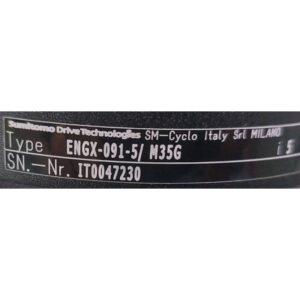 Sumitomo Drive Technologies SM-Cyclo Italy Srl MILANO
Type ENGX-091-5/ M35G i 5
SN.-Nr. IT0047230